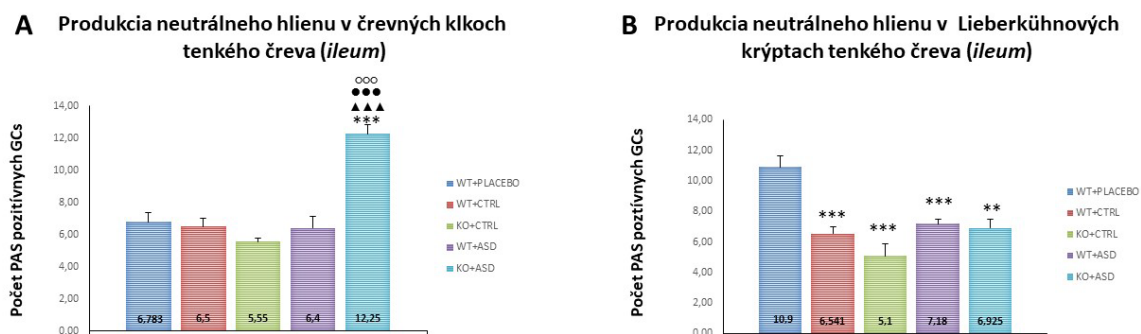 A
Produkcia neutrálneho hlienu v črevných klkoch
tenkého čreva (ileum)
Počet PAS pozitívnych GCs
14,00
12,00
10,00
8,00
6,00
4,00
2,00
0.00
○○○
●●●
▲▲▲
***
6,783
6,5
5,55
6,4
12,25
WT+PLACEBO
WT+CTRL
KO+CTRL
WT+ASD
KO+ASD
B
Produkcia neutrálneho hlienu v Lieberkühnových
krýptach tenkého čreva (ileum)
Počet PAS poztívnych GCs
14,00
12,00
10,00
8,00
6,00
4,00
2,00
0,00
***
***
***
**
10,9
6,541
5,1
7,18
6,925
WT+PLACEBO
WT+CTRL
KO+CTRL
WT+ASD
KO+ASD